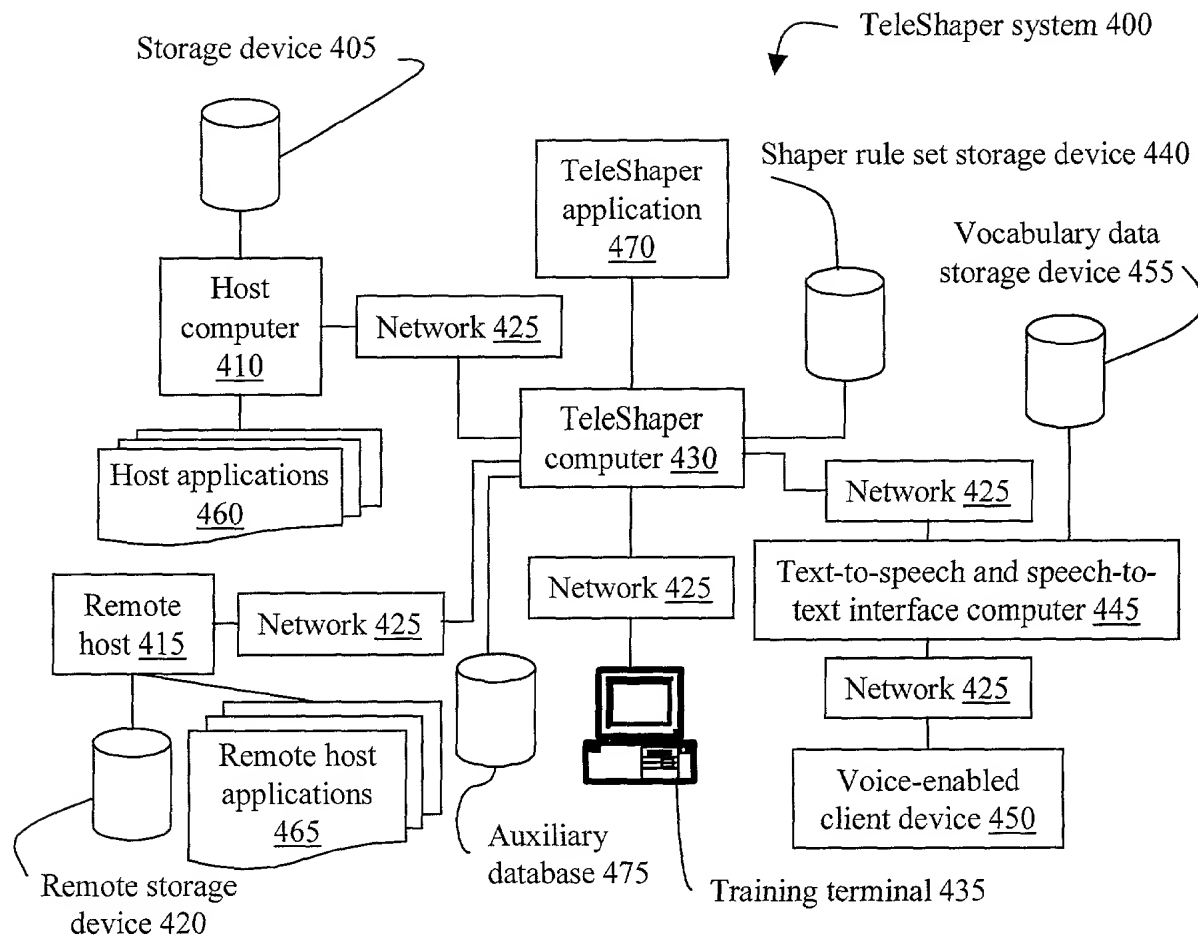 TeleShaper system 400
Storage device 405
Shaper rule set storage device 440
TeleShaper
application
470
Vocabulary data
storage device 455
Host
computer
410
Network 425
TeleShaper
computer 430
Host applications
460
Network 425
Text-to-speech and speech-to-
text interface computer 445
Network 425
Remote
host 415
Network 425
Network 425
Remote host
applications
465
Voice-enabled
client device 450
Auxiliary
database 475
Training terminal 435
Remote storage
device 420